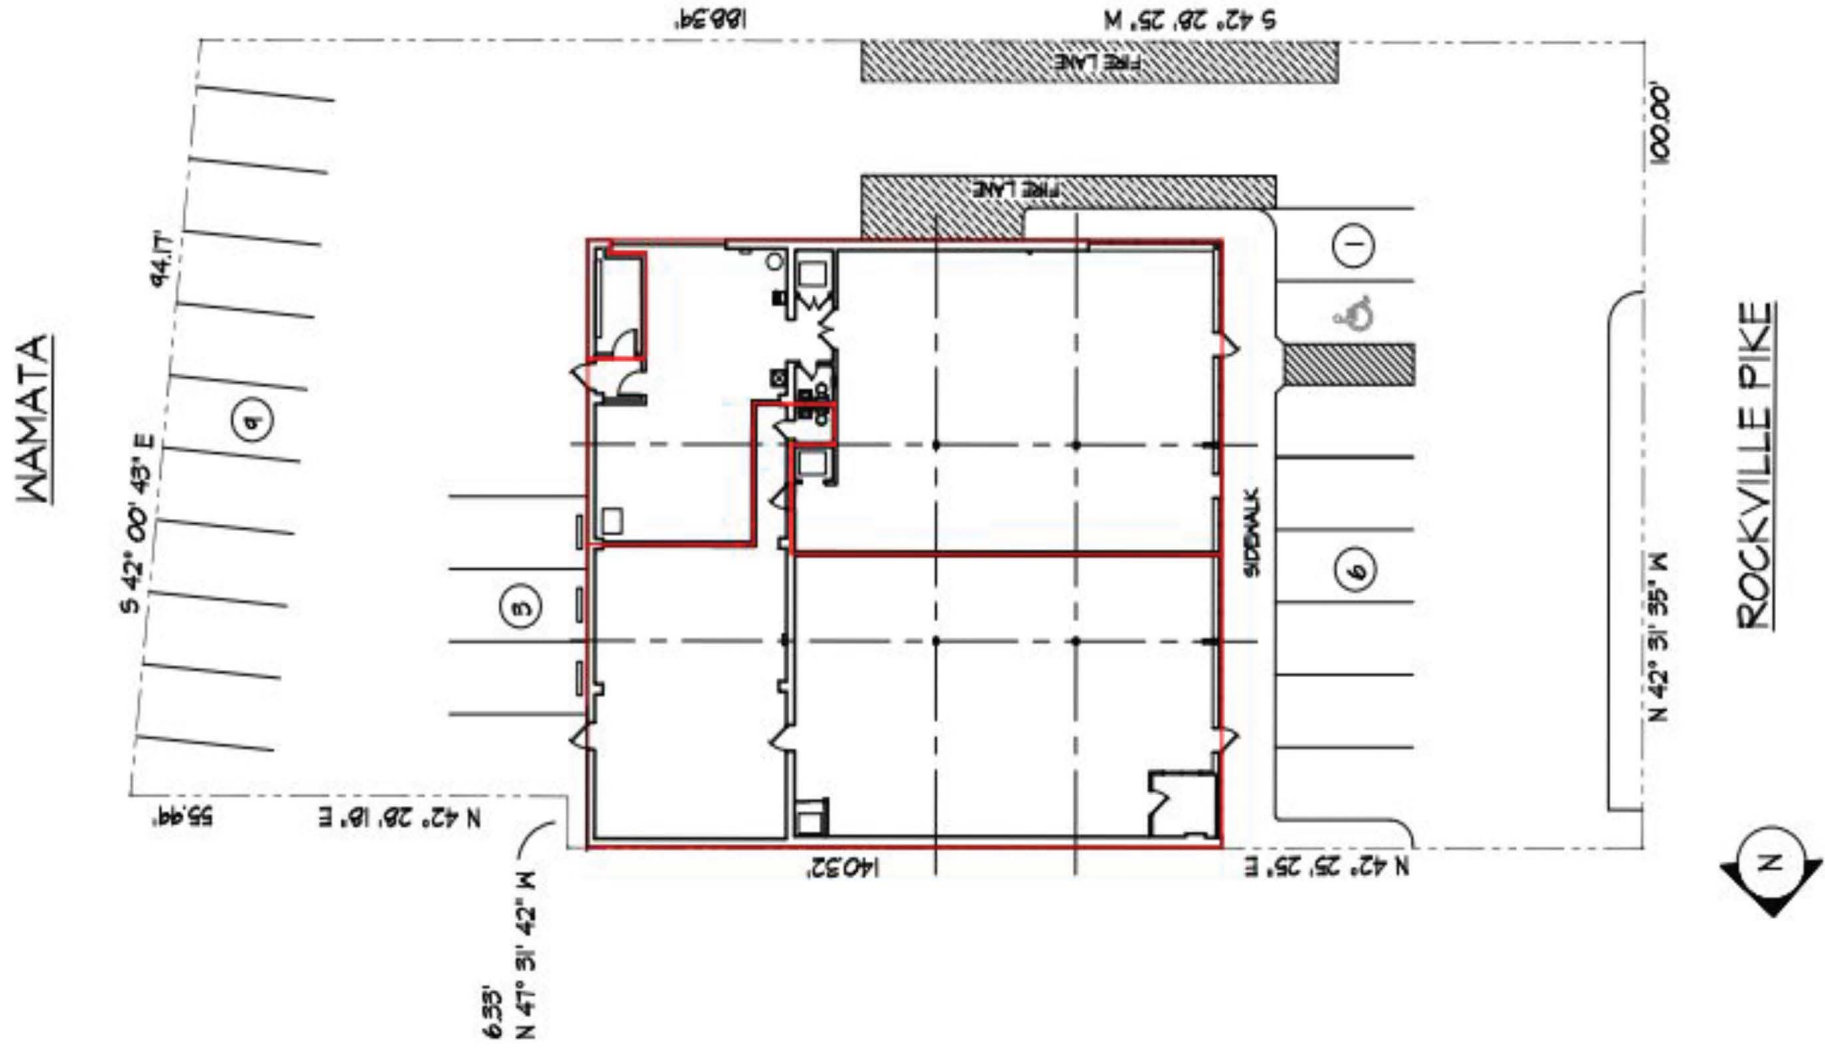 188.39'
S 42° 28' 25" W
FIRE LANE
100.00'
FIRE LANE
94.17'
1
WAMATA
ROCKVILLE PIKE
9
S 42° 00' 43" E
SIDEWALK
3
6
N 42° 31' 35" W
55.99'
N 42° 28' 18" E
140.32'
N 42° 25' 25" E
N
6.33'
N 47° 31' 42" W